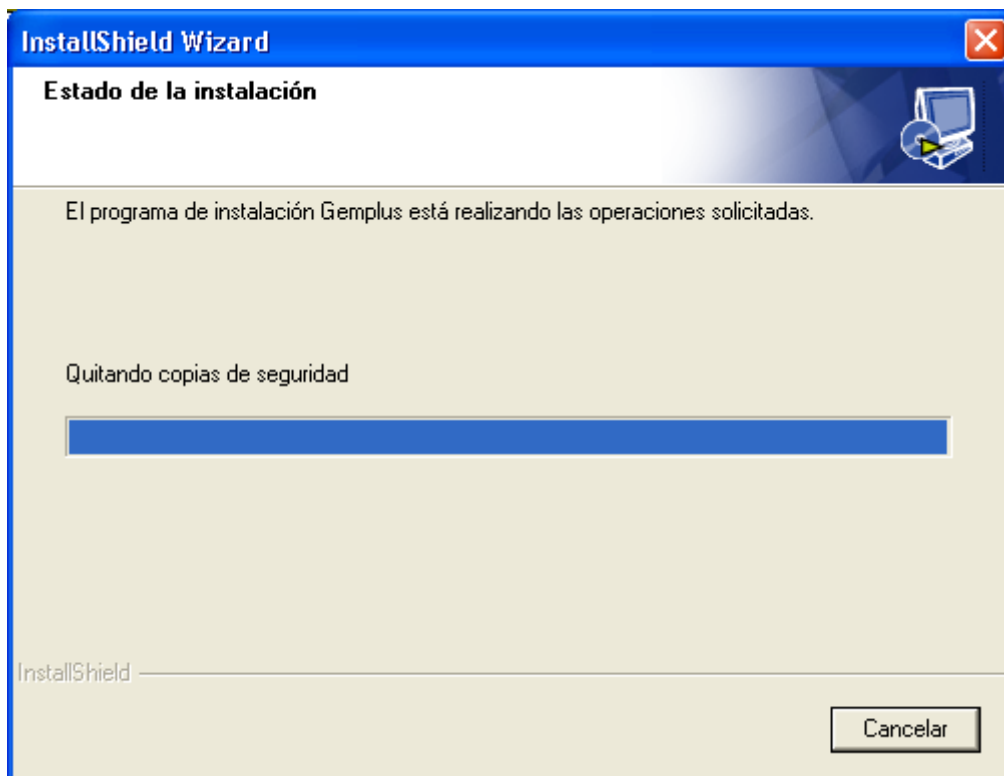 InstallShield Wizard
Estado de la instalación
El programa de instalación Gemplus está realizando las operaciones solicitadas.
Quitando copias de seguridad
InstallShield
Cancelar